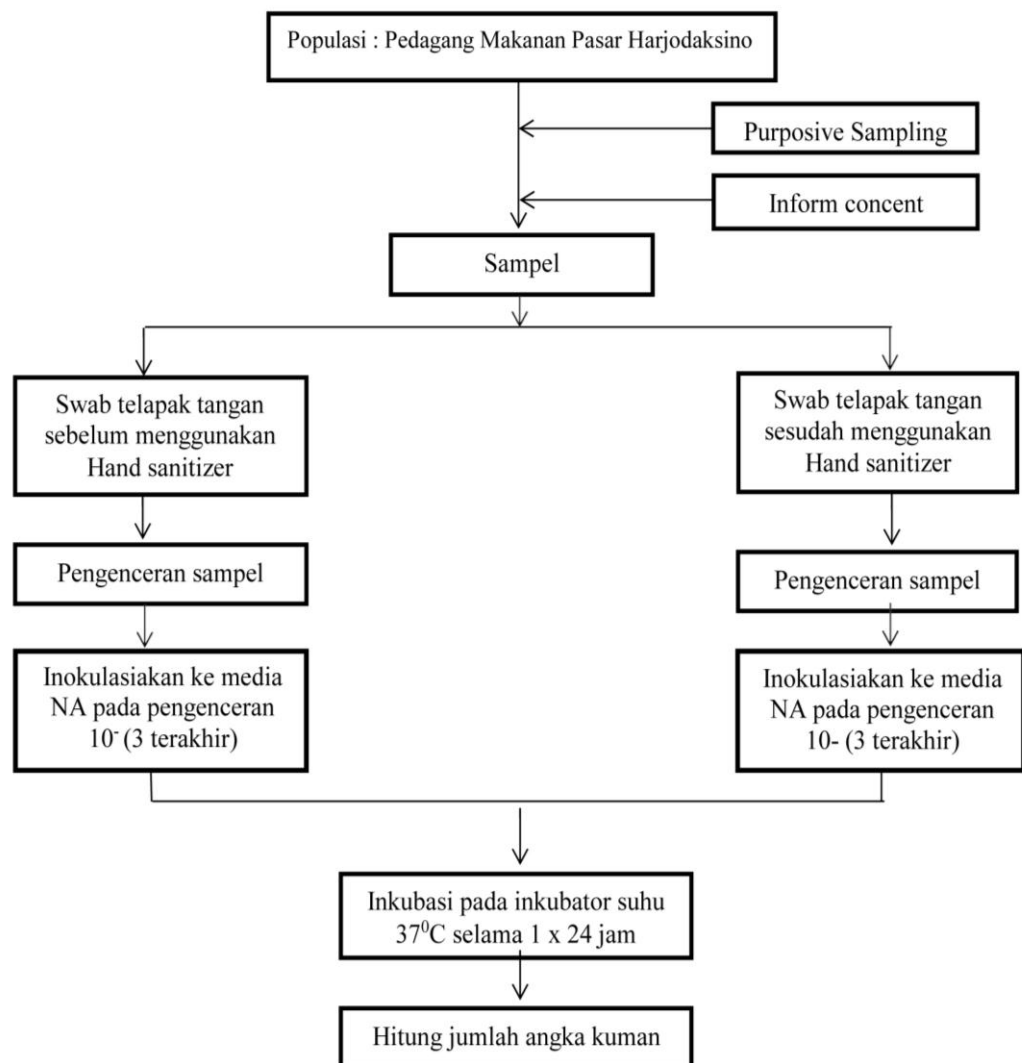 Populasi : Pedagang Makanan Pasar Harjodaksino
Purposive Sampling
Inform concent
Sampel
Swab telapak tangan
sebelum menggunakan
Hand sanitizer
Swab telapak tangan
sesudah menggunakan
Hand sanitizer
Pengenceran sampel
Pengenceran sampel
Inokulasiakan ke media
NA pada pengenceran
10⁻ (3 terakhir)
Inokulasiakan ke media
NA pada pengenceran
10- (3 terakhir)
Inkubasi pada inkubator suhu
37⁰C selama 1 x 24 jam
Hitung jumlah angka kuman